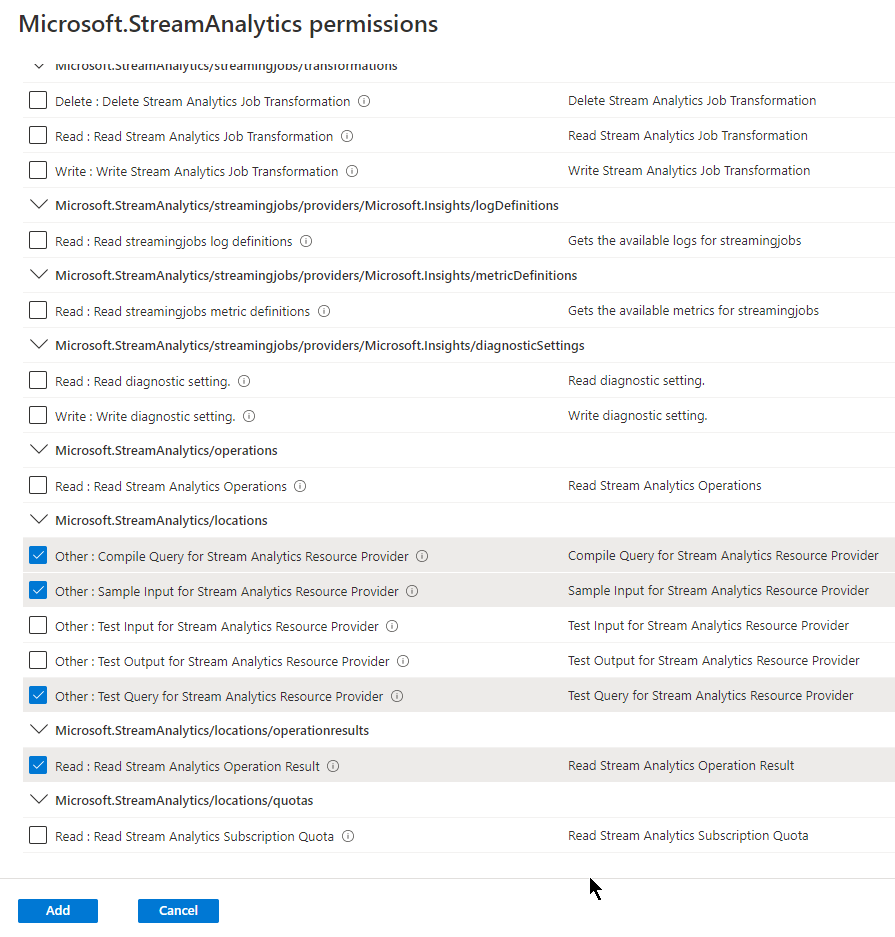 Microsoft.StreamAnalytics permissions
Microsoft.StreamAnalytics/streamingjobs/transformations
Delete : Delete Stream Analytics Job Transformation Delete Stream Analytics Job Transformation
Read : Read Stream Analytics Job Transformation Read Stream Analytics Job Transformation
Write : Write Stream Analytics Job Transformation Write Stream Analytics Job Transformation
Microsoft.StreamAnalytics/streamingjobs/providers/Microsoft.Insights/logDefinitions
Read : Read streamingjobs log definitions Gets the available logs for streamingjobs
Microsoft.StreamAnalytics/streamingjobs/providers/Microsoft.Insights/metricDefinitions
Read : Read streamingjobs metric definitions Gets the available metrics for streamingjobs
Microsoft.StreamAnalytics/streamingjobs/providers/Microsoft.Insights/diagnosticSettings
Read : Read diagnostic setting. Read diagnostic setting.
Write : Write diagnostic setting. Write diagnostic setting.
Microsoft.StreamAnalytics/operations
Read : Read Stream Analytics Operations Read Stream Analytics Operations
Microsoft.StreamAnalytics/locations
Other : Compile Query for Stream Analytics Resource Provider Compile Query for Stream Analytics Resource Provider
Other : Sample Input for Stream Analytics Resource Provider Sample Input for Stream Analytics Resource Provider
Other : Test Input for Stream Analytics Resource Provider Test Input for Stream Analytics Resource Provider
Other : Test Output for Stream Analytics Resource Provider Test Output for Stream Analytics Resource Provider
Other : Test Query for Stream Analytics Resource Provider Test Query for Stream Analytics Resource Provider
Microsoft.StreamAnalytics/locations/operationresults
Read : Read Stream Analytics Operation Result Read Stream Analytics Operation Result
Microsoft.StreamAnalytics/locations/quotas
Read : Read Stream Analytics Subscription Quota Read Stream Analytics Subscription Quota
Add Cancel